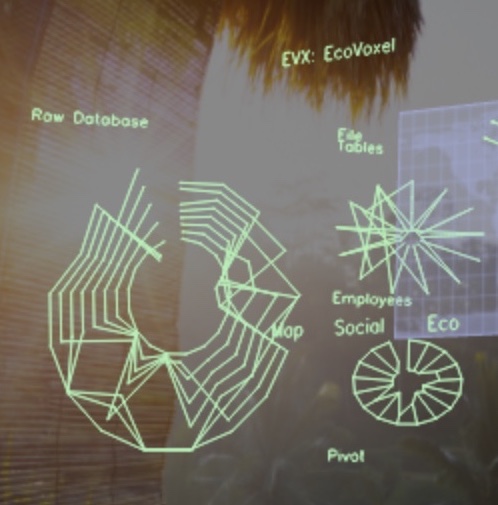 EVX: EcoVoxel
Raw Database
File
Tables
Employees
Map
Social
Eco
Pivot